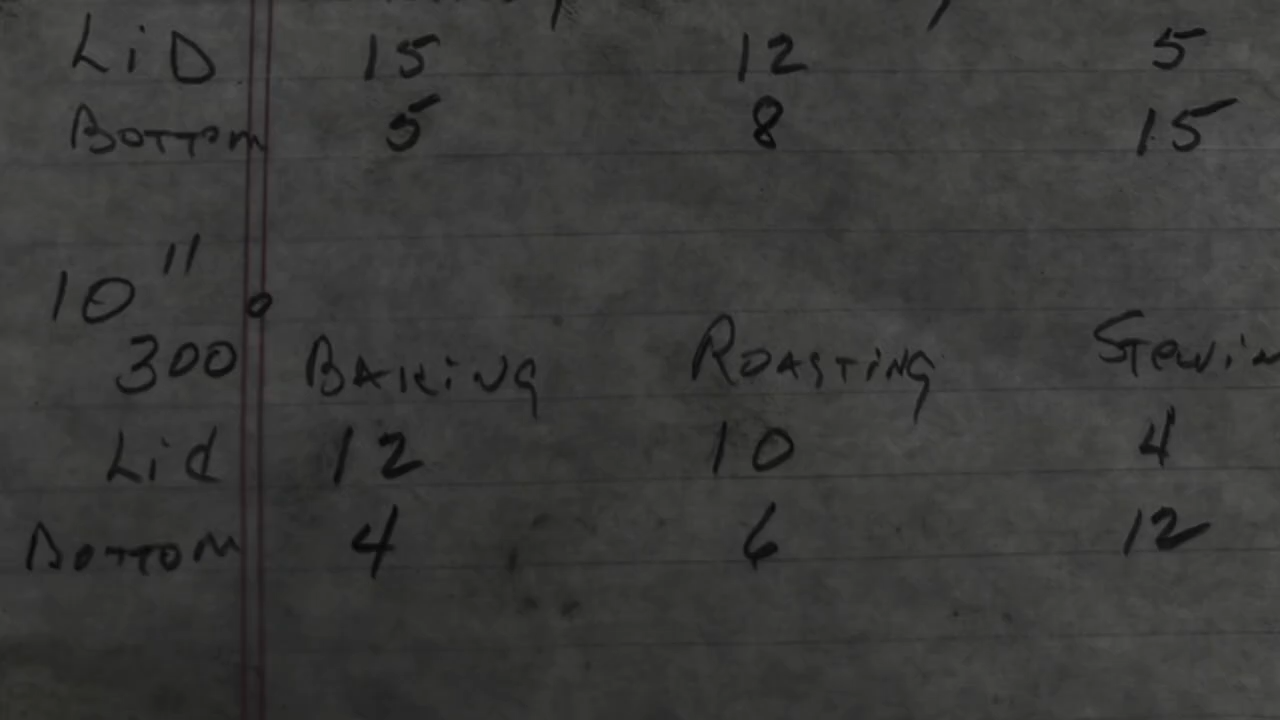 LiD 15 12 5
Bottom 5 8 15
10"
300 Baking Roasting Stewin
Lid 12 10 4
Bottom 4 6 12